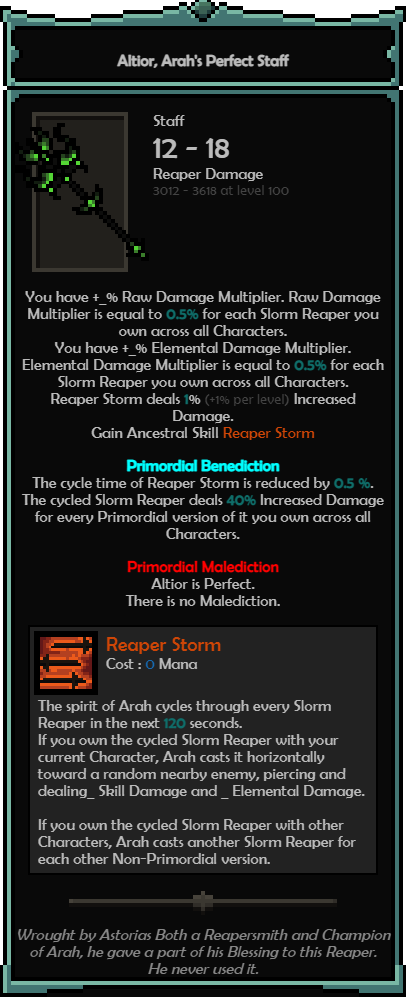 Altior, Arah's Perfect Staff
Staff
12 - 18
Reaper Damage
3012 - 3618 at level 100
You have +_% Raw Damage Multiplier. Raw Damage
Multiplier is equal to 0.5% for each Slorm Reaper you
own across all Characters.
You have +_% Elemental Damage Multiplier.
Elemental Damage Multiplier is equal to 0.5% for each
Slorm Reaper you own across all Characters.
Reaper Storm deals 1% (+1% per level) Increased
Damage.
Gain Ancestral Skill Reaper Storm
Primordial Benediction
The cycle time of Reaper Storm is reduced by 0.5 %.
The cycled Slorm Reaper deals 40% Increased Damage
for every Primordial version of it you own across all
Characters.
Primordial Malediction
Altior is Perfect.
There is no Malediction.
Reaper Storm
Cost : 0 Mana
The spirit of Arah cycles through every Slorm
Reaper in the next 120 seconds.
If you own the cycled Slorm Reaper with your
current Character, Arah casts it horizontally
toward a random nearby enemy, piercing and
dealing_ Skill Damage and _ Elemental Damage.
If you own the cycled Slorm Reaper with other
Characters, Arah casts another Slorm Reaper for
each other Non-Primordial version.
Wrought by Astorias Both a Reapersmith and Champion
of Arah, he gave a part of his Blessing to this Reaper.
He never used it.